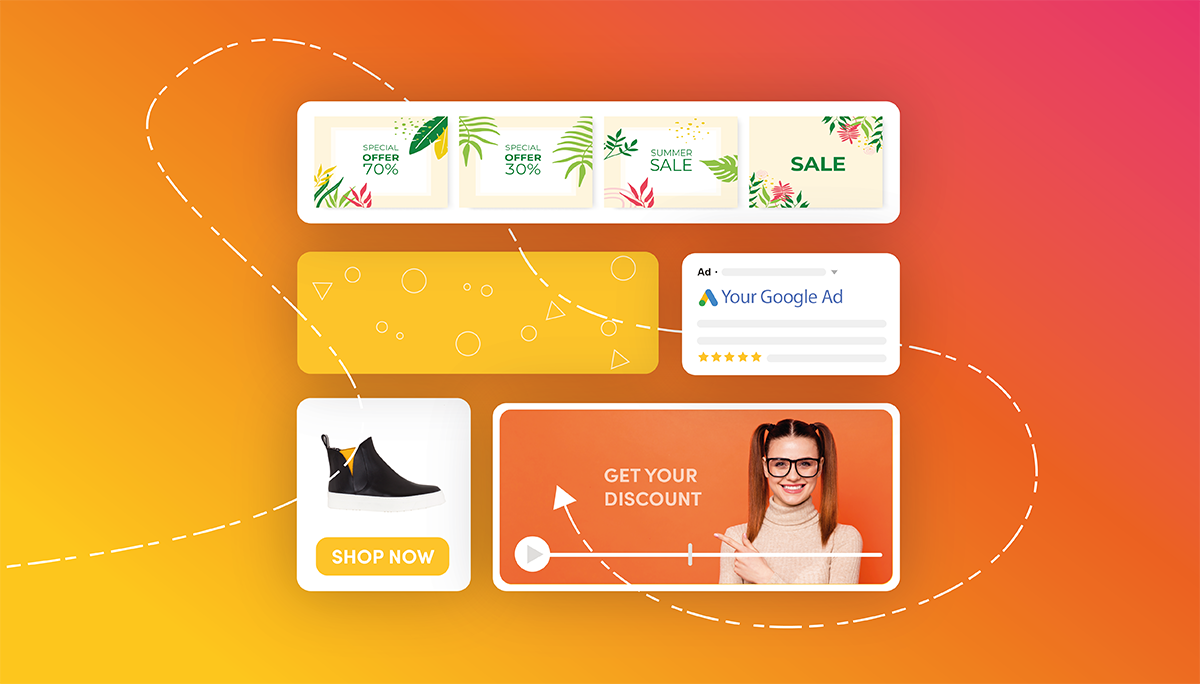 SPECIAL
OFFER
70%
SPECIAL
OFFER
30%
SUMMER
SALE
SALE
Ad ·
Your Google Ad
SHOP NOW
GET YOUR
DISCOUNT